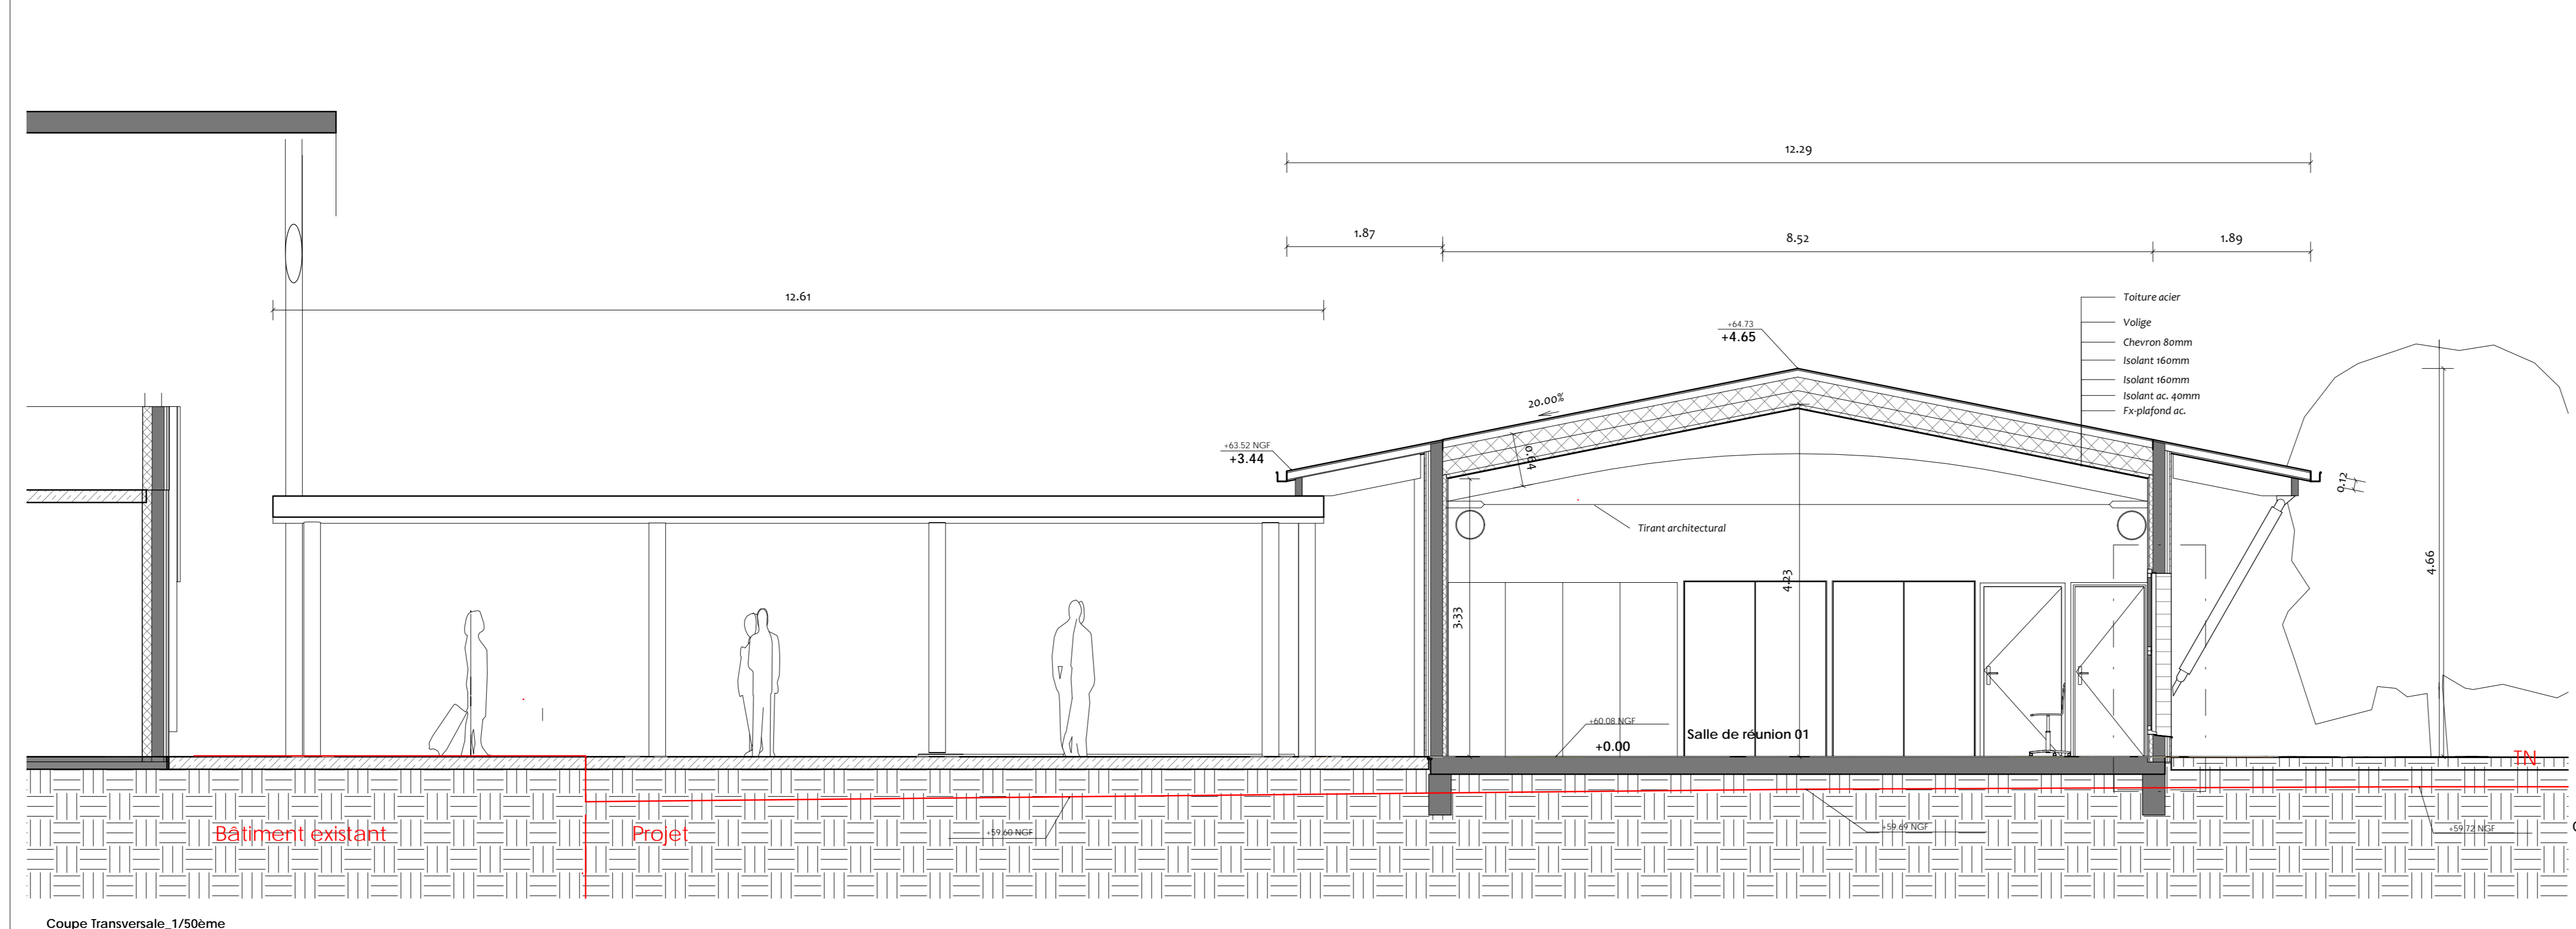 12.29
1.87
8.52
1.89
12.61
Toiture acier
Volige
Chevron 80mm
Isolant 160mm
Isolant 160mm
Isolant ac. 40mm
Fx-plafond ac.
+64.73
+4.65
20.00%
+63.52 NGF
+3.44
0.64
0.12
Tirant architectural
4.66
4.23
3.33
+60.08 NGF
+0.00
Salle de réunion 01
TN
Bâtiment existant
Projet
+59.60 NGF
+59.69 NGF
+59.72 NGF
Coupe Transversale_1/50ème